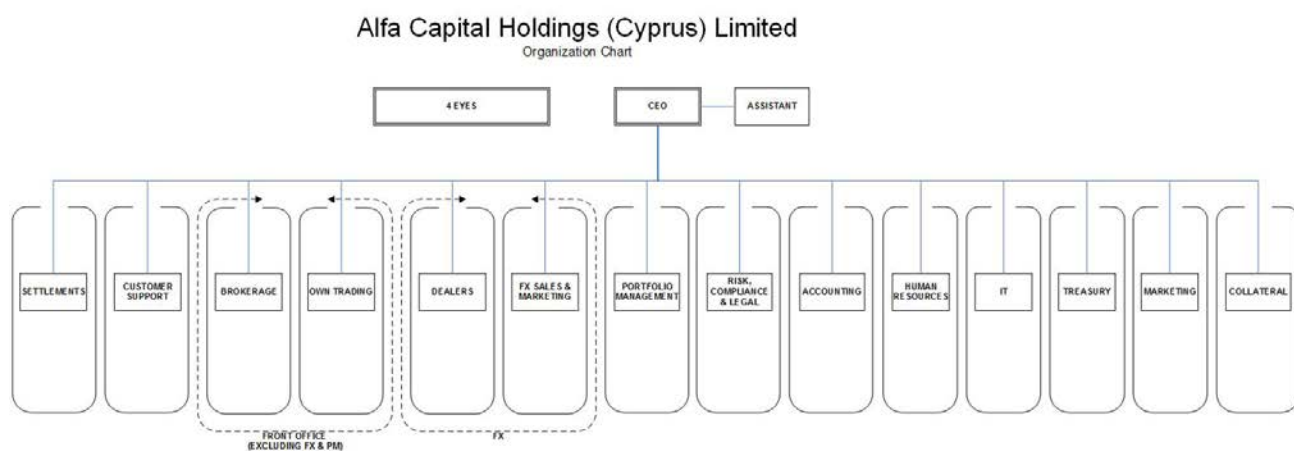 Alfa Capital Holdings (Cyprus) Limited
Organization Chart
4 EYES
CEO
ASSISTANT
SETTLEMENTS
CUSTOMER
SUPPORT
BROKERAGE
OWN TRADING
DEALERS
FX SALES &
MARKETING
PORTFOLIO
MANAGEMENT
RISK,
COMPLIANCE
& LEGAL
ACCOUNTING
HUMAN
RESOURCES
IT
TREASURY
MARKETING
COLLATERAL
FRONT OFFICE
(EXCLUDING FX & PM)
FX